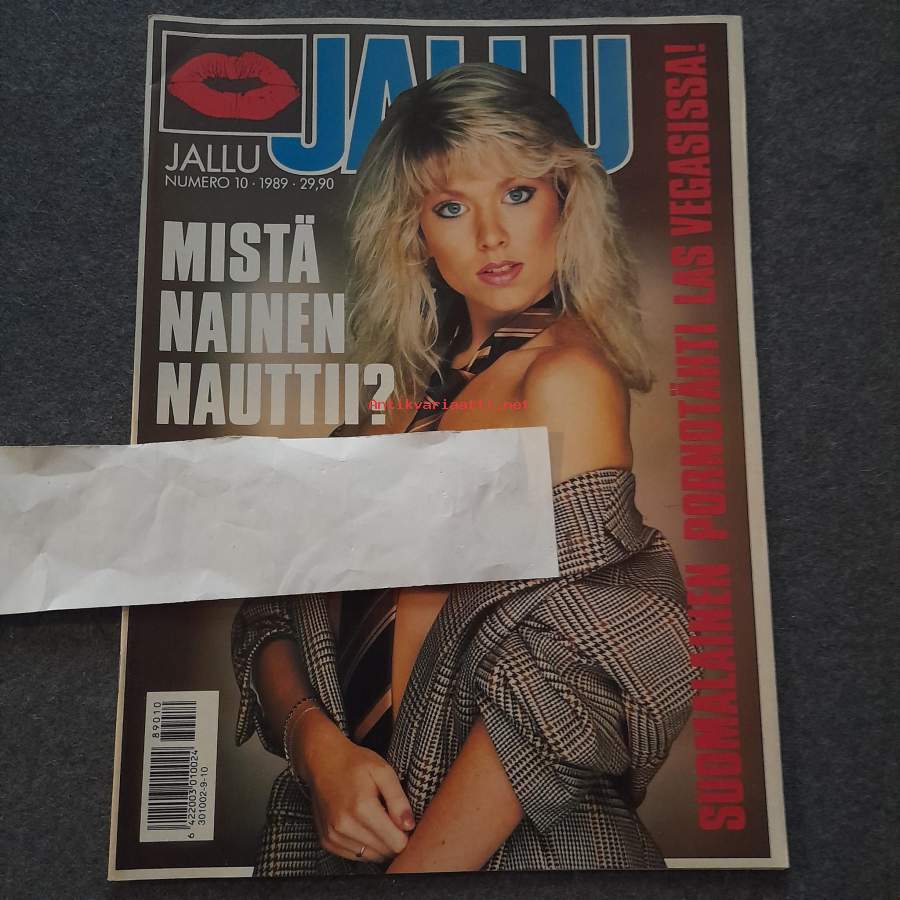 JALLU
JALLU
NUMERO 10 · 1989 · 29,90
MISTÄ
NAINEN
NAUTTII?
SUOMALAINEN PORNOTÄHTI LAS VEGASISSA!
Antikvariaatti.net
89010
6 422003 010024
301002-9-10